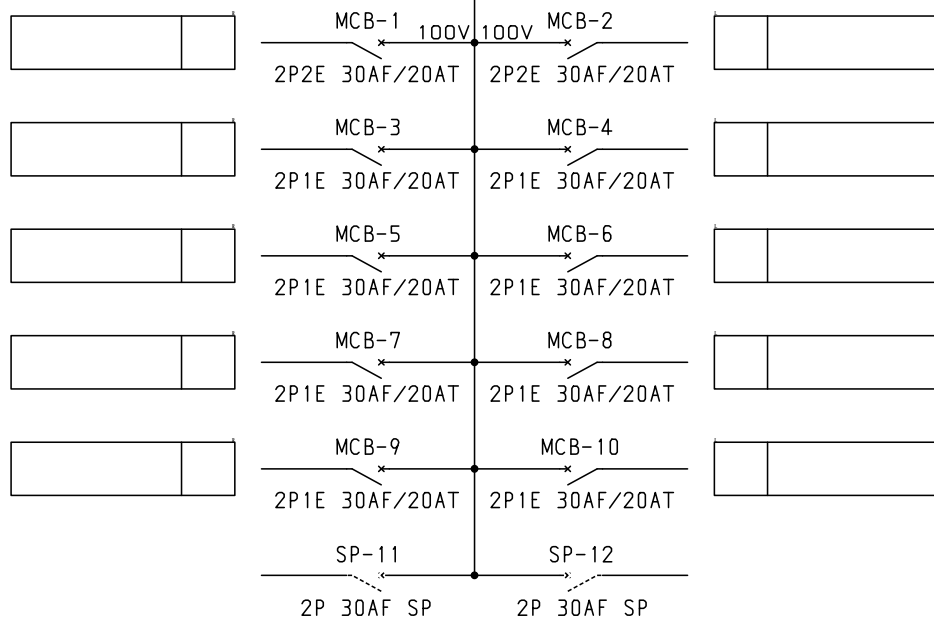 MCB-1 MCB-2
100V 100V
2P2E 30AF/20AT 2P2E 30AF/20AT
MCB-3 MCB-4
2P1E 30AF/20AT 2P1E 30AF/20AT
MCB-5 MCB-6
2P1E 30AF/20AT 2P1E 30AF/20AT
MCB-7 MCB-8
2P1E 30AF/20AT 2P1E 30AF/20AT
MCB-9 MCB-10
2P1E 30AF/20AT 2P1E 30AF/20AT
SP-11 SP-12
2P 30AF SP 2P 30AF SP